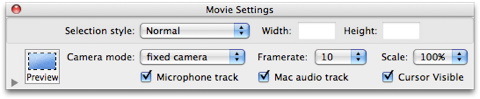 Movie Settings
Selection style: Normal Width: Height:
Camera mode: fixed camera Framerate: 10 Scale: 100%
Preview Microphone track Mac audio track Cursor Visible